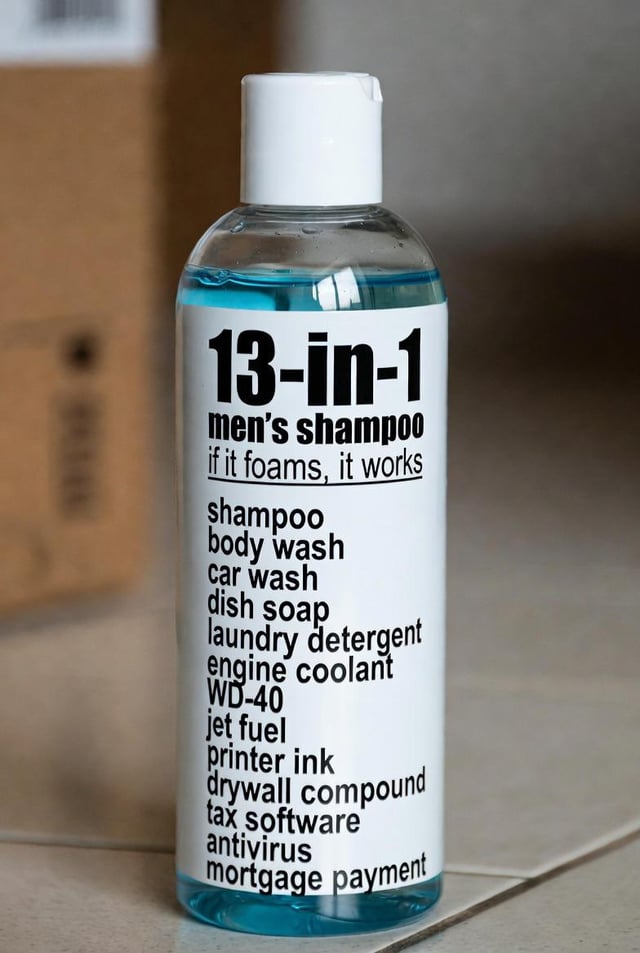 13-in-1
men's shampoo
if it foams, it works
shampoo
body wash
car wash
dish soap
laundry detergent
engine coolant
WD-40
jet fuel
printer ink
drywall compound
tax software
antivirus
mortgage payment